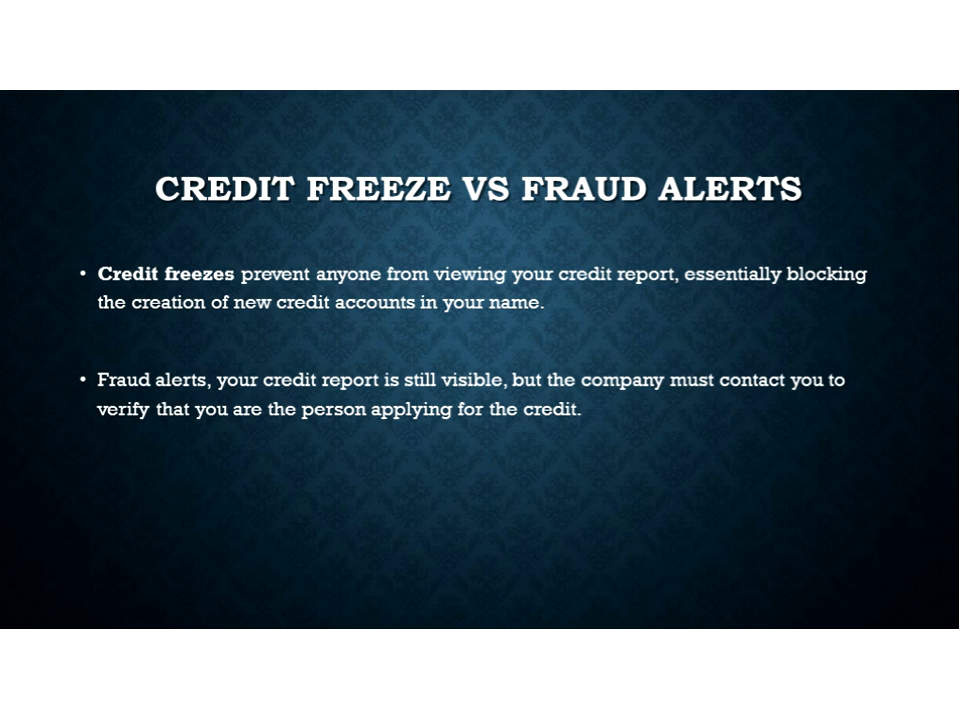 CREDIT FREEZE VS FRAUD ALERTS
• Credit freezes prevent anyone from viewing your credit report, essentially blocking
the creation of new credit accounts in your name.
• Fraud alerts, your credit report is still visible, but the company must contact you to
verify that you are the person applying for the credit.